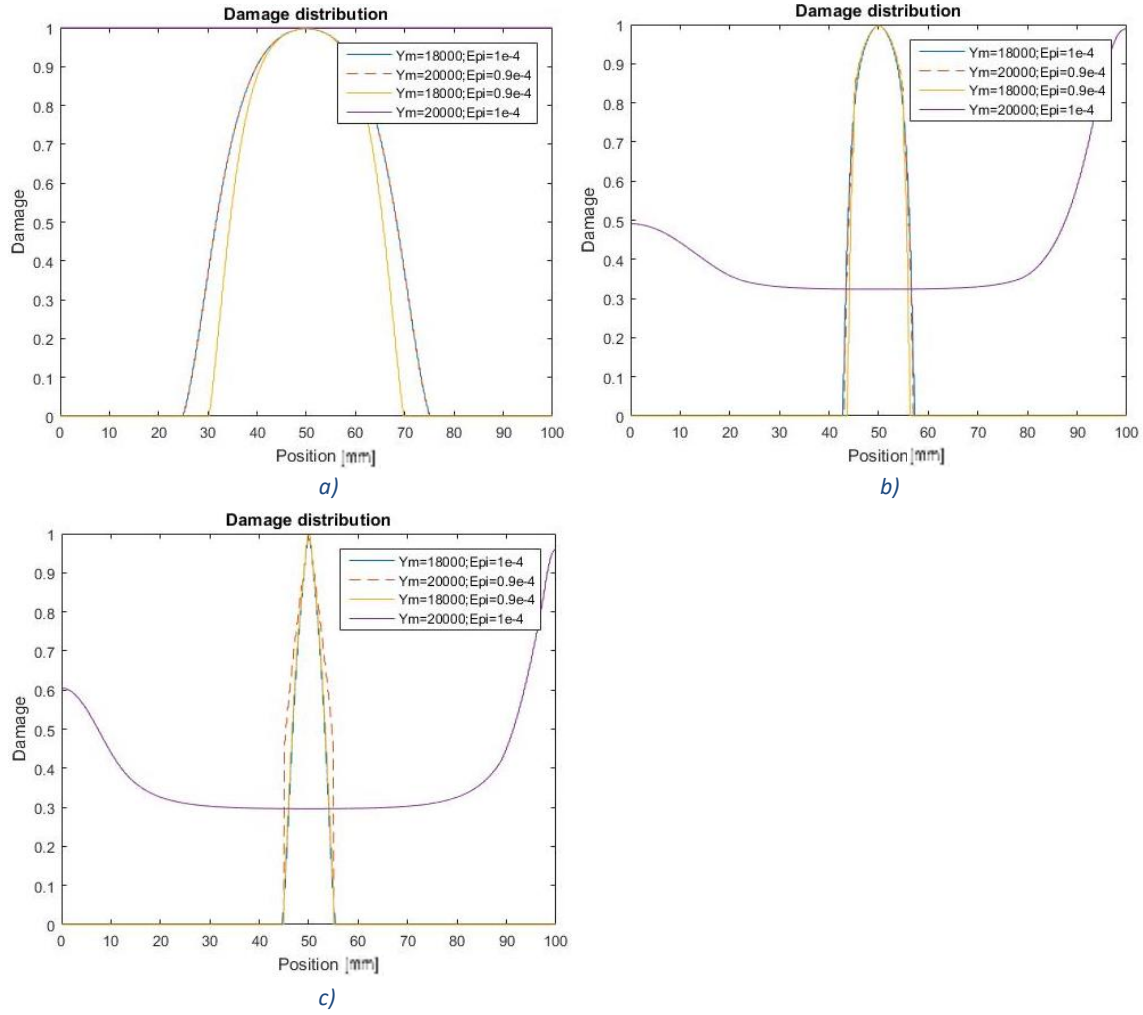 Damage distribution
Damage
1
0.9
0.8
0.7
0.6
0.5
0.4
0.3
0.2
0.1
0
Ym=18000;Epi=1e-4
Ym=20000;Epi=0.9e-4
Ym=18000;Epi=0.9e-4
Ym=20000;Epi=1e-4
0 10 20 30 40 50 60 70 80 90 100
Position [mm]
a)
Damage distribution
Damage
1
0.9
0.8
0.7
0.6
0.5
0.4
0.3
0.2
0.1
0
Ym=18000;Epi=1e-4
Ym=20000;Epi=0.9e-4
Ym=18000;Epi=0.9e-4
Ym=20000;Epi=1e-4
0 10 20 30 40 50 60 70 80 90 100
Position [mm]
b)
Damage distribution
Damage
1
0.9
0.8
0.7
0.6
0.5
0.4
0.3
0.2
0.1
0
Ym=18000;Epi=1e-4
Ym=20000;Epi=0.9e-4
Ym=18000;Epi=0.9e-4
Ym=20000;Epi=1e-4
0 10 20 30 40 50 60 70 80 90 100
Position [mm]
c)